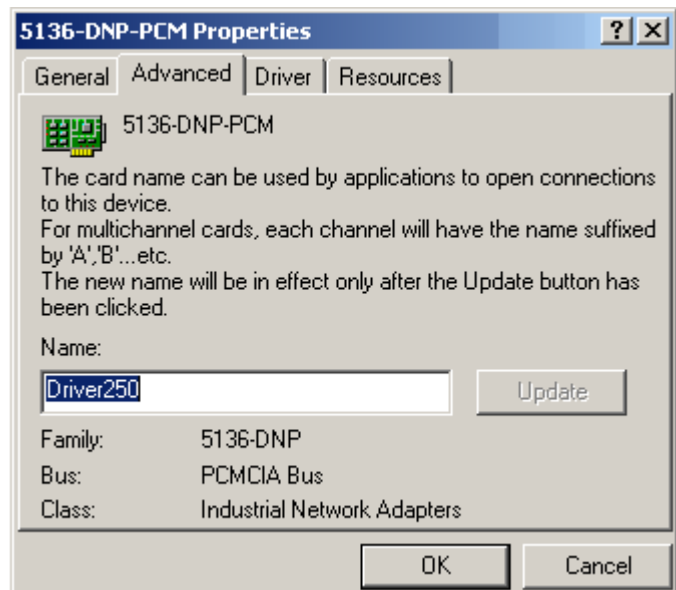 5136-DNP-PCM Properties
? ×
General Advanced Driver Resources
5136-DNP-PCM
The card name can be used by applications to open connections
to this device.
For multichannel cards, each channel will have the name suffixed
by 'A','B'...etc.
The new name will be in effect only after the Update button has
been clicked.
Name:
Driver250 Update
Family: 5136-DNP
Bus: PCMCIA Bus
Class: Industrial Network Adapters
OK Cancel